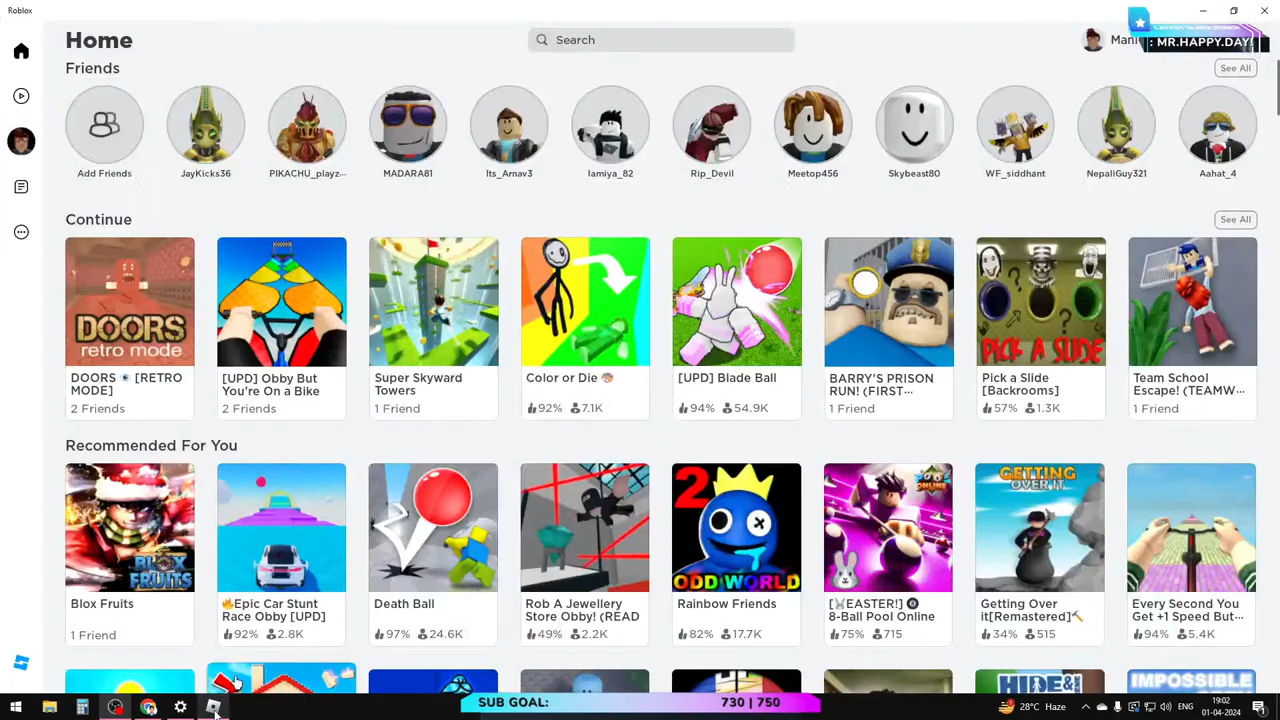 Roblox
Home
Search
Mani
: MR.HAPPY.DAY!
Friends
See All
Add Friends
JayKicks36
PIKACHU_playz···
MADARA81
Its_Arnav3
Iamiya_82
Rip_Devil
Meetop456
Skybeast80
WF_siddhant
NepaliGuy321
Aahat_4
Continue
See All
DOORS
retro mode
PICK A SLIDE
DOORS 👁 [RETRO
MODE]
2 Friends
[UPD] Obby But
You're On a Bike
2 Friends
Super Skyward
Towers
1 Friend
Color or Die
92% 7.1K
[UPD] Blade Ball
94% 54.9K
BARRY'S PRISON
RUN! (FIRST···
1 Friend
Pick a Slide
[Backrooms]
57% 1.3K
Team School
Escape! (TEAMW···
1 Friend
Recommended For You
BLOX
FRUITS
2
ODD WORLD
ONLINE
GETTING
OVER IT
Blox Fruits
1 Friend
🔥Epic Car Stunt
Race Obby [UPD]
92% 2.8K
Death Ball
97% 24.6K
Rob A Jewellery
Store Obby! (READ
49% 2.2K
Rainbow Friends
82% 17.7K
[🐰EASTER!] 🎱
8-Ball Pool Online
75% 715
Getting Over
it[Remastered]🔨
34% 515
Every Second You
Get +1 Speed But···
94% 5.4K
HIDE &
IMPOSSIBLE
SUB GOAL:
730 | 750
28°C Haze
ENG
19:02
01-04-2024